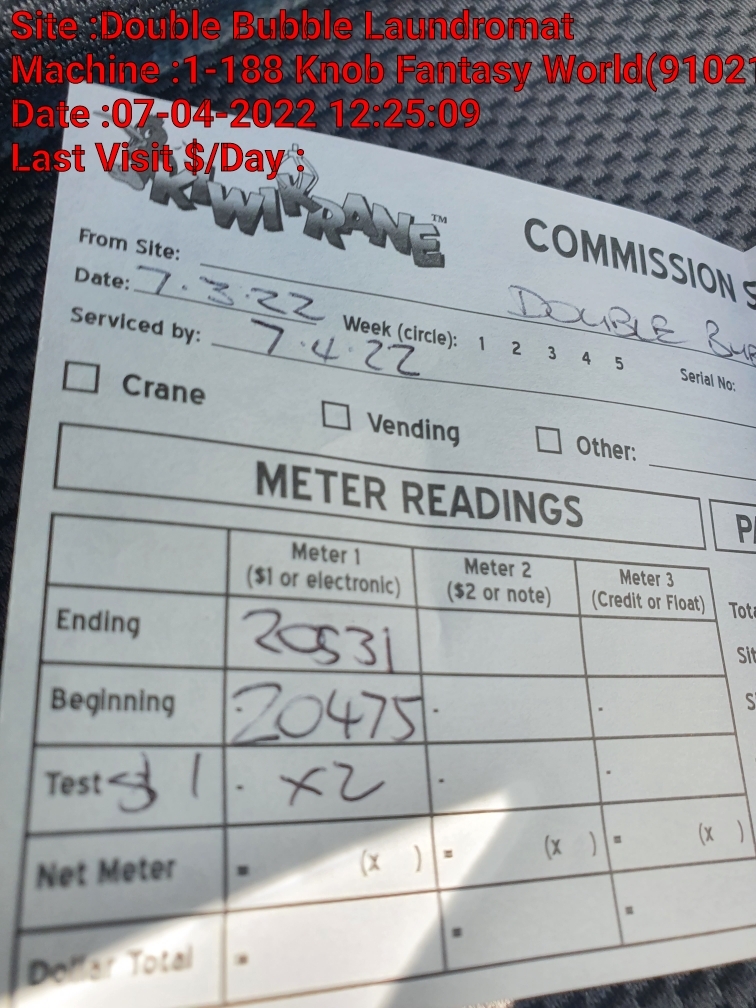 Site :Double Bubble Laundromat
Machine :1-188 Knob Fantasy World(91021
Date :07-04-2022 12:25:09
Last Visit $/Day :
KIWIKRANE™
COMMISSION
From Site: DOUBLE BUB
Date: 7.3.22 Week (circle): 1 2 3 4 5 Serial No:
Serviced by: 7.4.22
Crane Vending Other:
METER READINGS
Meter 1 ($1 or electronic) Meter 2 ($2 or note) Meter 3 (Credit or Float)
Ending 20531
Beginning - 20475 - -
Test $1 - x2 - -
Net Meter = (x ) = (x ) = (x )
Dollar Total = = =